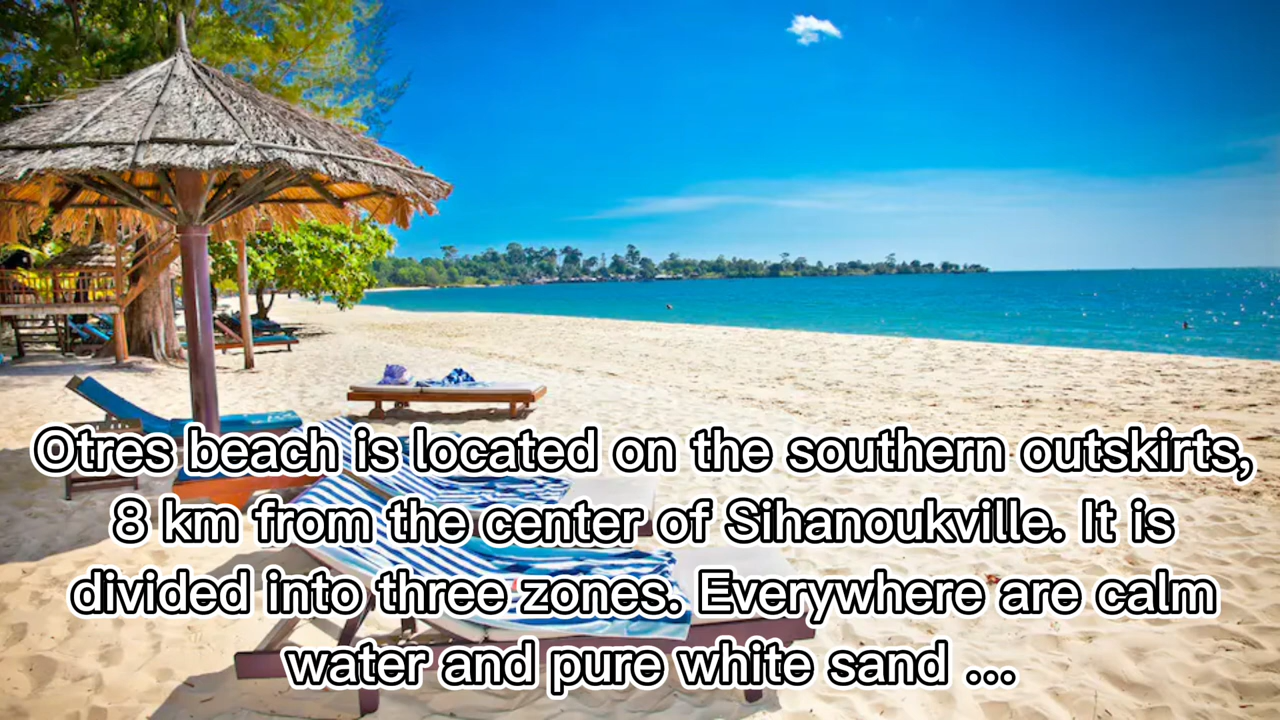 Otres beach is located on the southern outskirts,
8 km from the center of Sihanoukville. It is
divided into three zones. Everywhere are calm
water and pure white sand ...